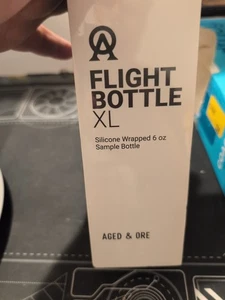 FLIGHT
BOTTLE
XL
Silicone Wrapped 6 oz
Sample Bottle
AGED & ORE